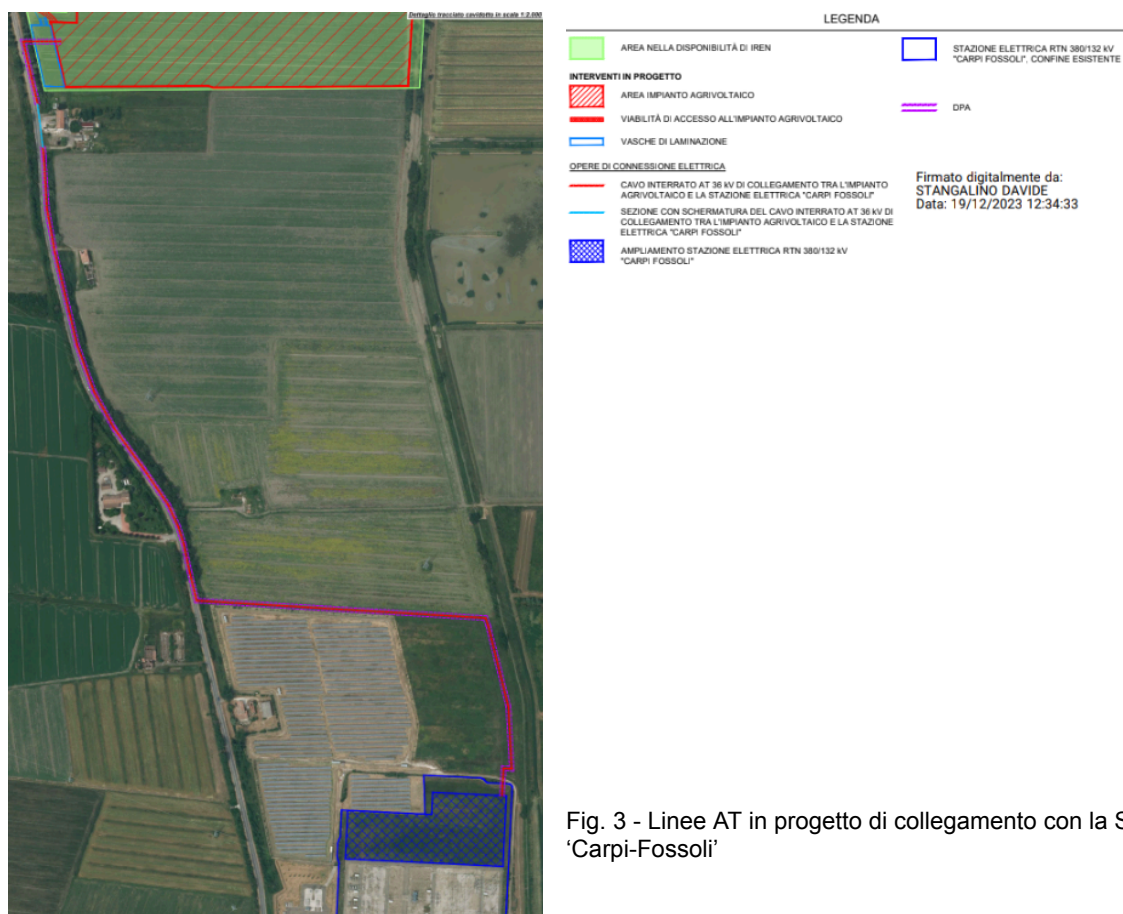 Dettaglio tracciato cavidotto in scala 1:2.000
LEGENDA
AREA NELLA DISPONIBILITÀ DI IREN
INTERVENTI IN PROGETTO
AREA IMPIANTO AGRIVOLTAICO
VIABILITÀ DI ACCESSO ALL'IMPIANTO AGRIVOLTAICO
VASCHE DI LAMINAZIONE
OPERE DI CONNESSIONE ELETTRICA
CAVO INTERRATO AT 36 kV DI COLLEGAMENTO TRA L'IMPIANTO
AGRIVOLTAICO E LA STAZIONE ELETTRICA "CARPI FOSSOLI"
SEZIONE CON SCHERMATURA DEL CAVO INTERRATO AT 36 kV DI
COLLEGAMENTO TRA L'IMPIANTO AGRIVOLTAICO E LA STAZIONE
ELETTRICA "CARPI FOSSOLI"
AMPLIAMENTO STAZIONE ELETTRICA RTN 380/132 kV
"CARPI FOSSOLI"
STAZIONE ELETTRICA RTN 380/132 kV
"CARPI FOSSOLI". CONFINE ESISTENTE
DPA
Firmato digitalmente da:
STANGALINO DAVIDE
Data: 19/12/2023 12:34:33
Fig. 3 - Linee AT in progetto di collegamento con la S
'Carpi-Fossoli'